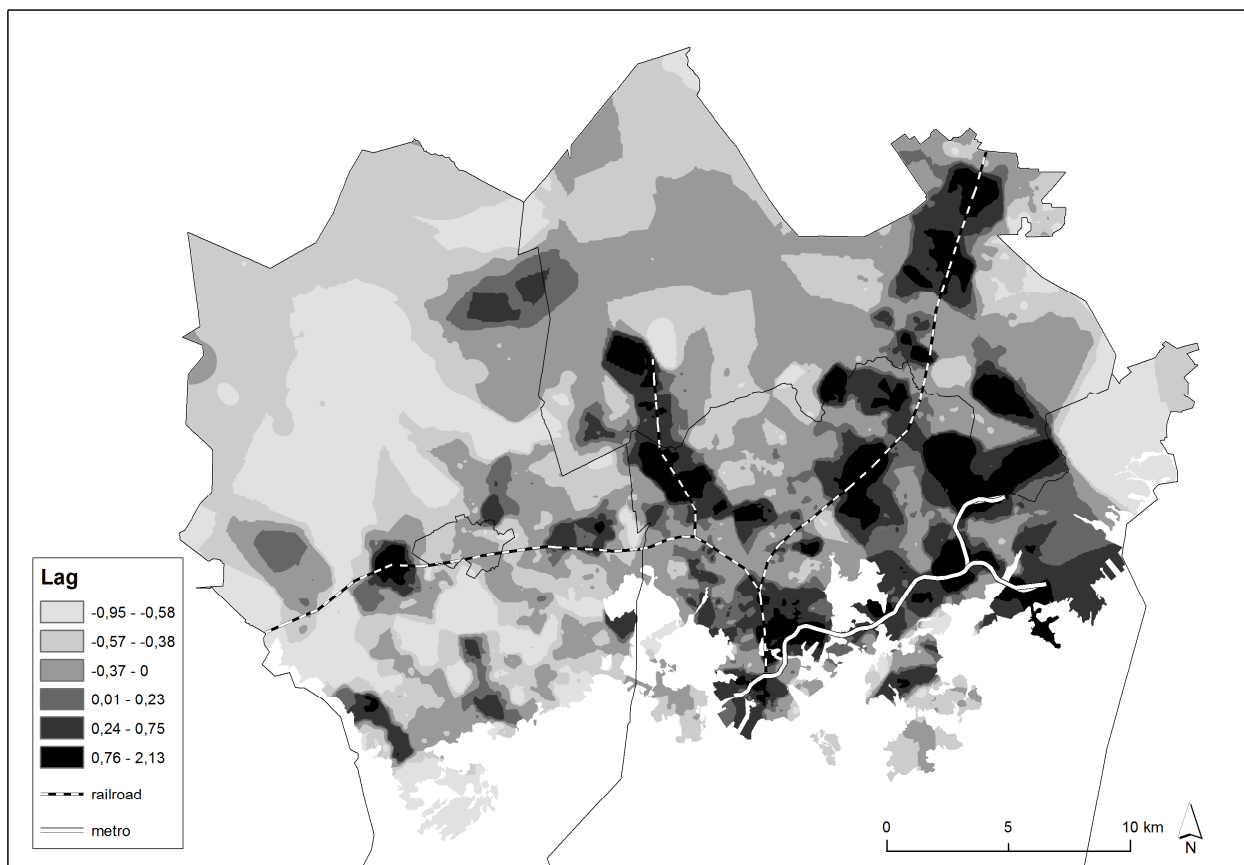 Lag
-0,95 - -0,58
-0,57 - -0,38
-0,37 - 0
0,01 - 0,23
0,24 - 0,75
0,76 - 2,13
railroad
metro
0 5 10 km
N